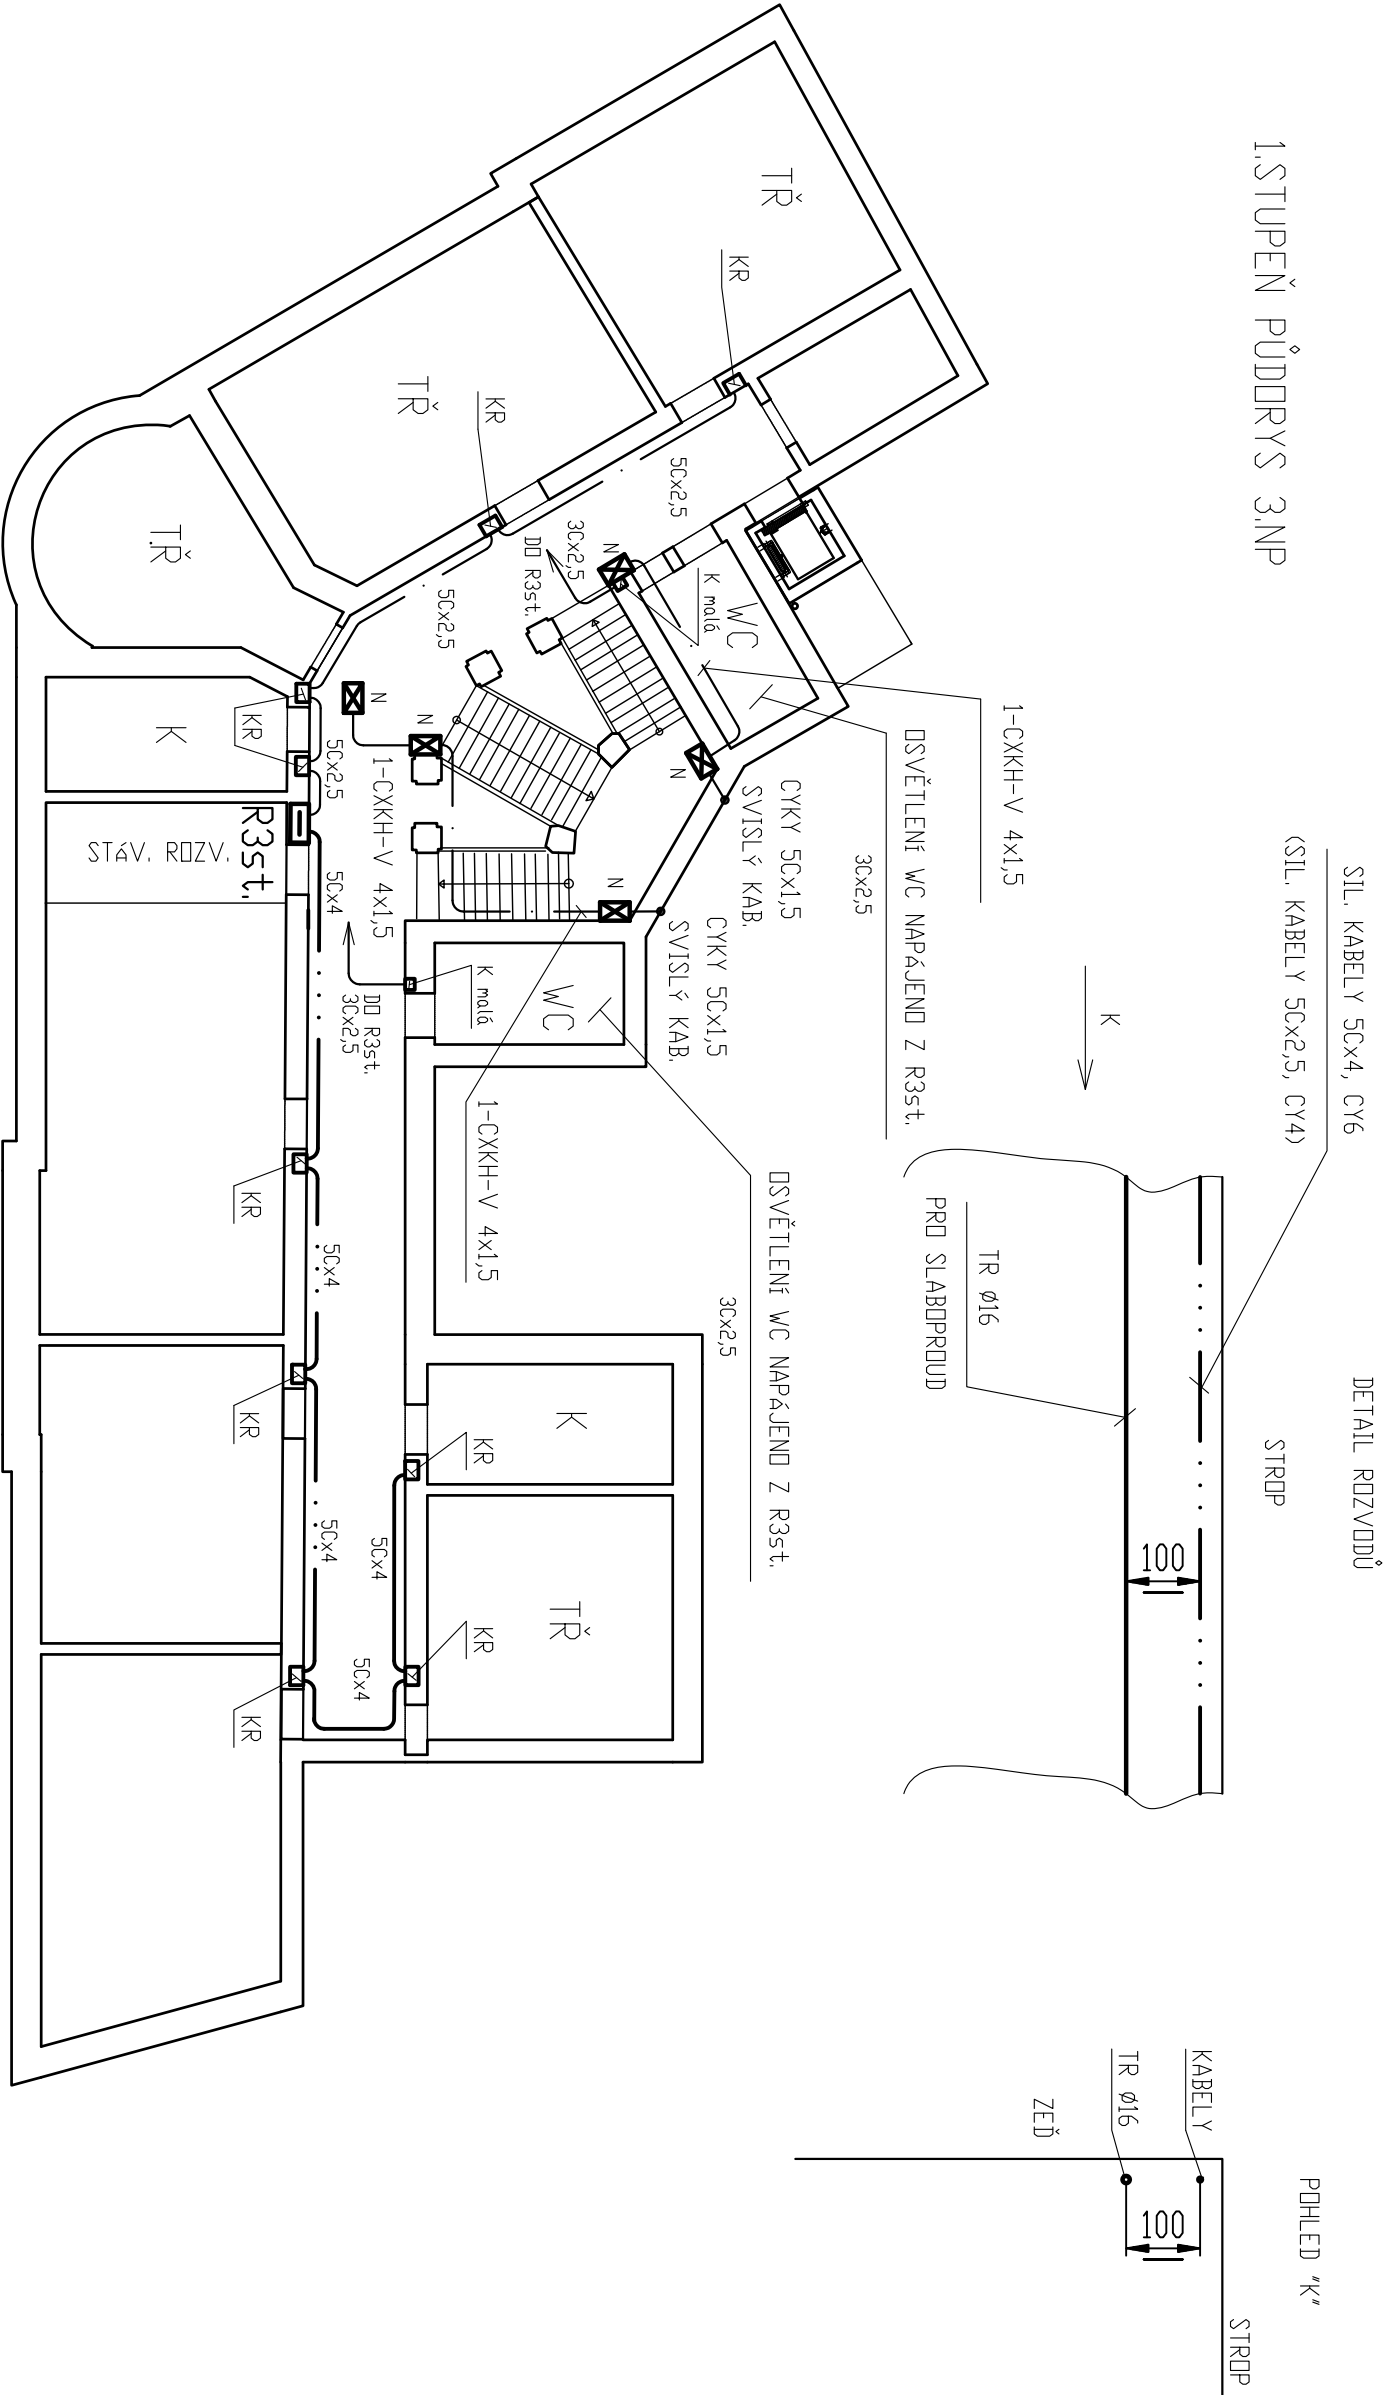 1.STUPEŇ PŮDORYS 3.NP
DETAIL ROZVODŮ
POHLED "K"
SIL. KABELY 5Cx4, CY6
(SIL. KABELY 5Cx2,5, CY4)
STROP
STROP
K
100
100
KABELY
TR Ø16
ZEĎ
TR Ø16
PRO SLABOPROUD
1-CXKH-V 4x1,5
OSVĚTLENÍ WC NAPÁJENO Z R3st.
3Cx2,5
CYKY 5Cx1,5
SVISLÝ KAB.
CYKY 5Cx1,5
SVISLÝ KAB.
OSVĚTLENÍ WC NAPÁJENO Z R3st.
3Cx2,5
TŘ
KR
WC
K malá
5Cx2,5
N
N
N
3Cx2,5
DO R3st.
KR
TŘ
5Cx2,5
N
N
WC
K malá
1-CXKH-V 4x1,5
1-CXKH-V 4x1,5
K
KR
TŘ
KR
5Cx4
5Cx4
DO R3st.
3Cx2,5
5Cx2,5
5Cx4
5Cx4
5Cx4
TŘ
K
KR
R3st.
STÁV. ROZV.
KR
KR
KR